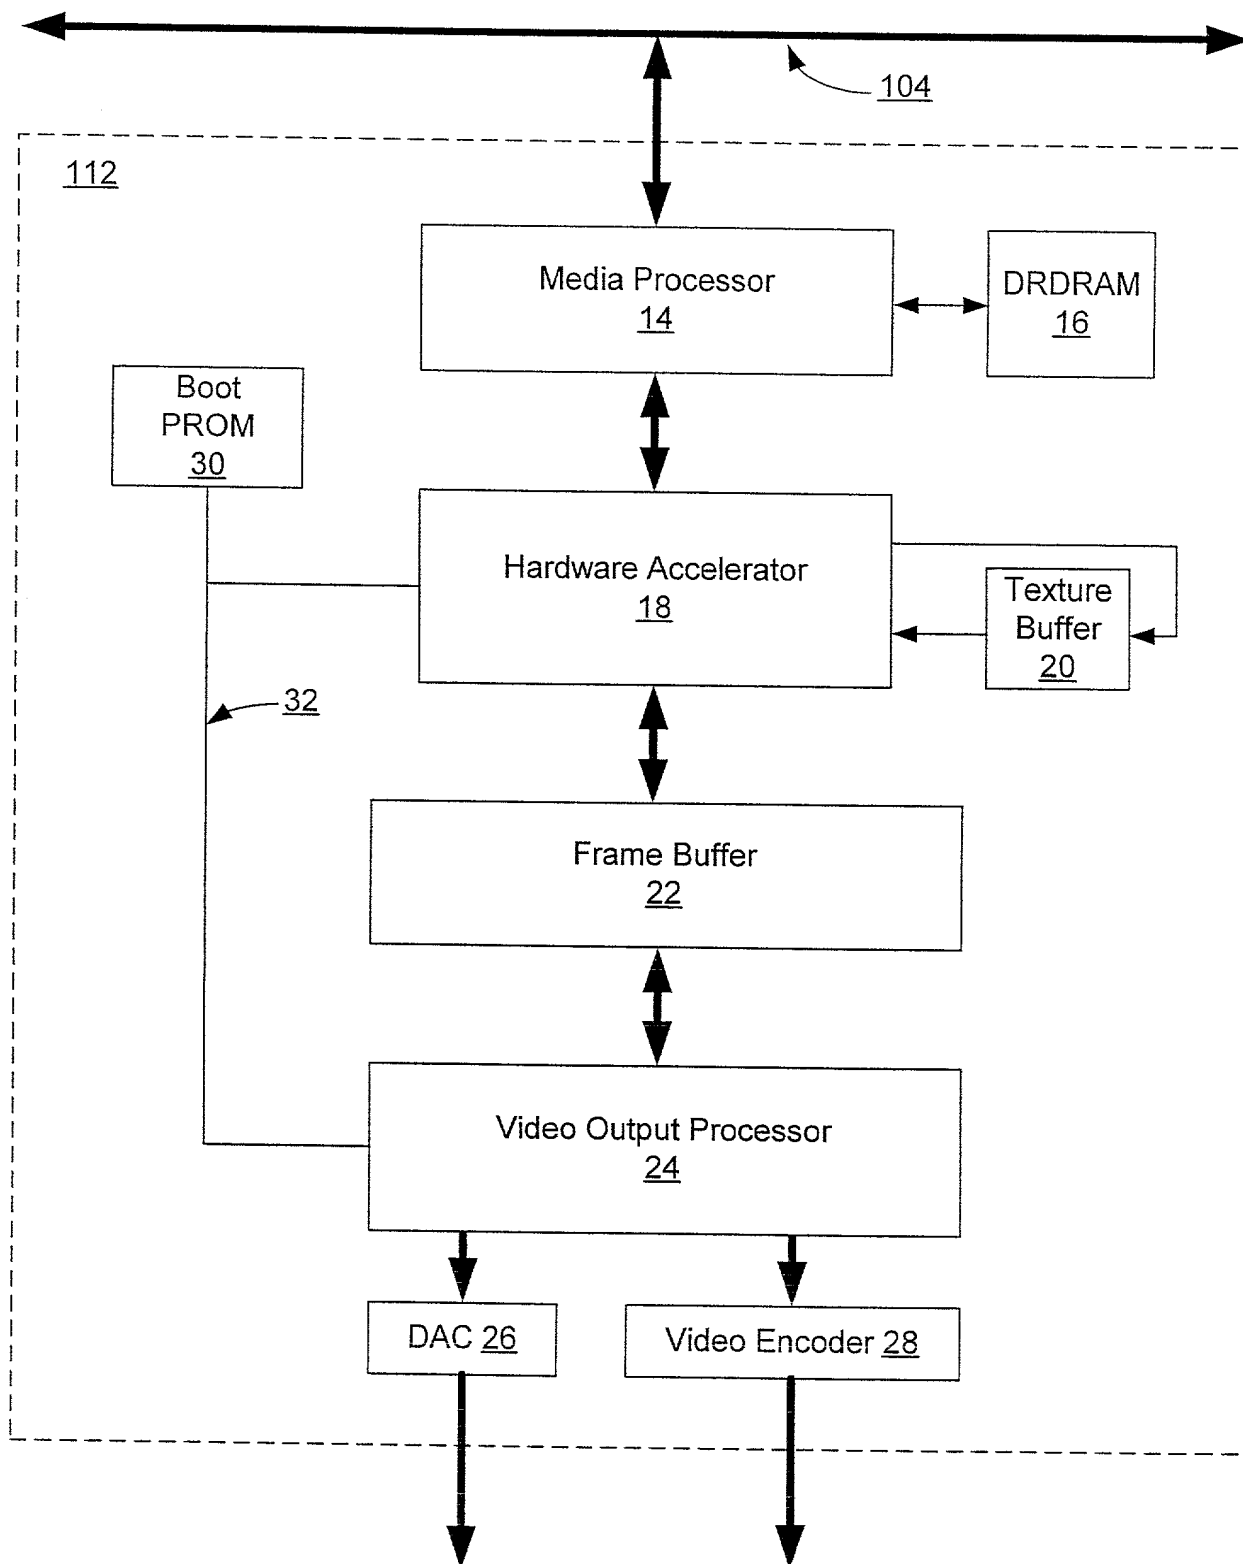 104
112
Media Processor
14
DRDRAM
16
Boot
PROM
30
Hardware Accelerator
18
Texture
Buffer
20
32
Frame Buffer
22
Video Output Processor
24
DAC 26
Video Encoder 28